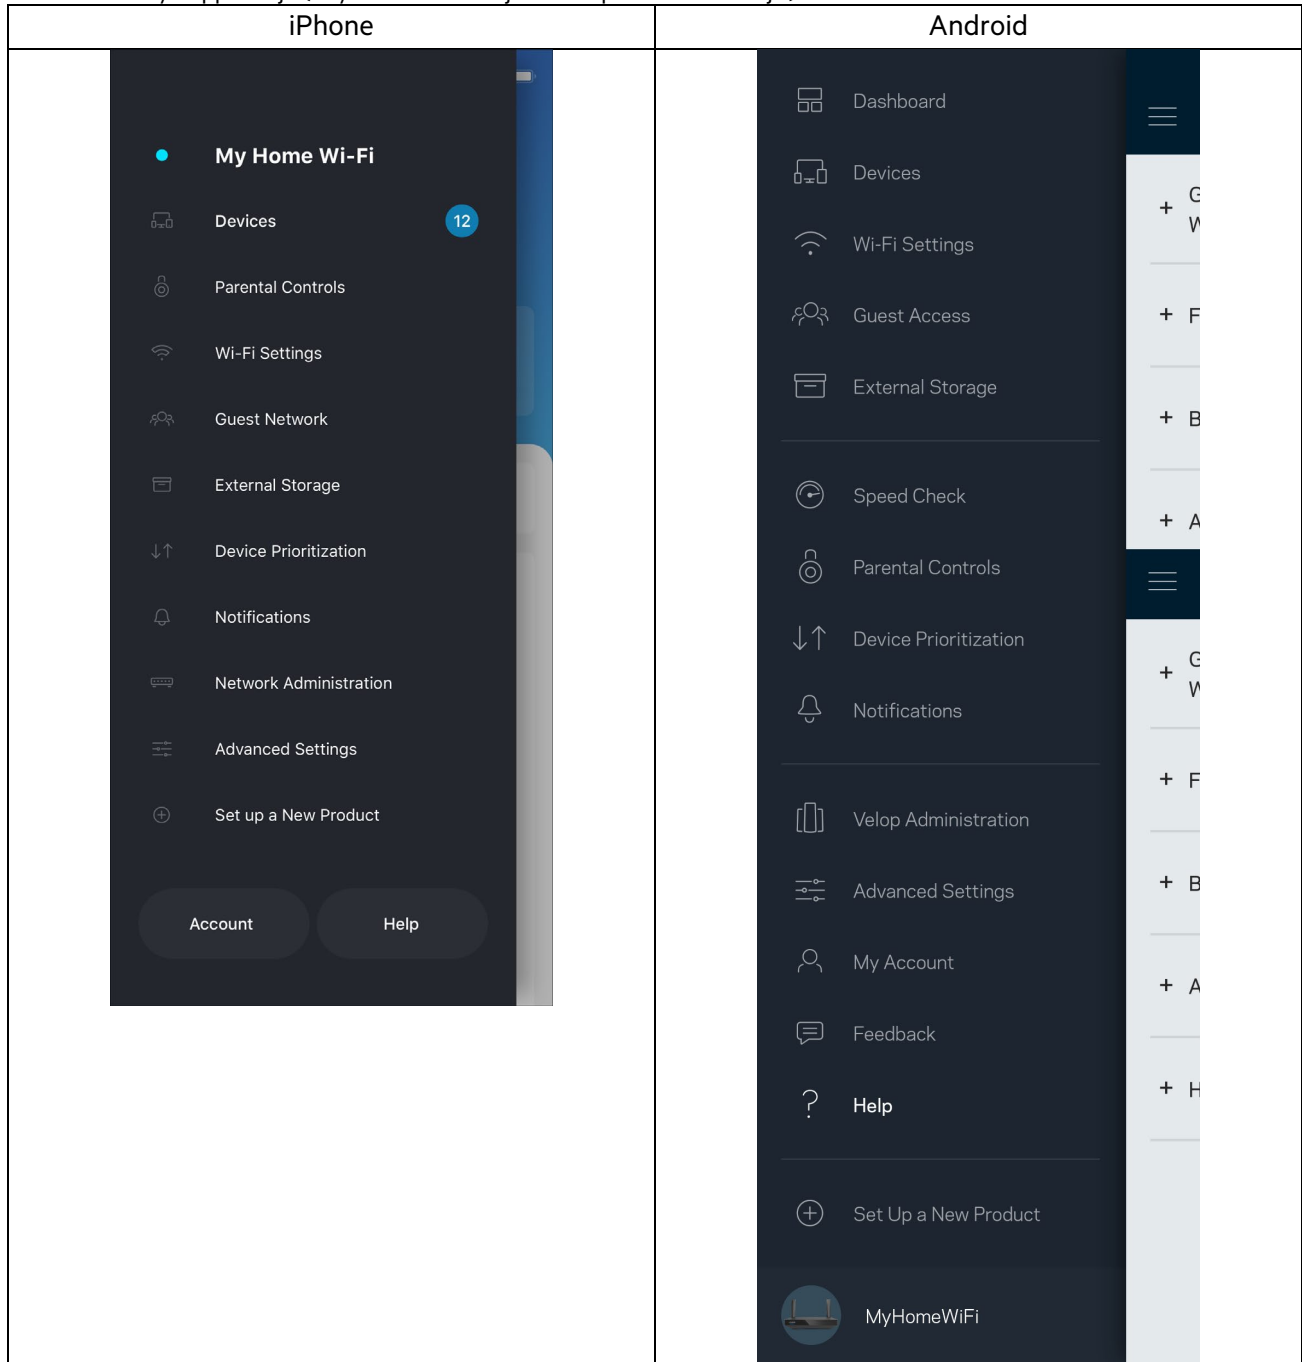 iPhone
Android
My Home Wi-Fi
Devices
12
Parental Controls
Wi-Fi Settings
Guest Network
External Storage
Device Prioritization
Notifications
Network Administration
Advanced Settings
Set up a New Product
Account
Help
Dashboard
Devices
Wi-Fi Settings
Guest Access
External Storage
Speed Check
Parental Controls
Device Prioritization
Notifications
Velop Administration
Advanced Settings
My Account
Feedback
Help
Set Up a New Product
MyHomeWiFi
+ F
+ B
+ A
+ F
+ B
+ A
+ H